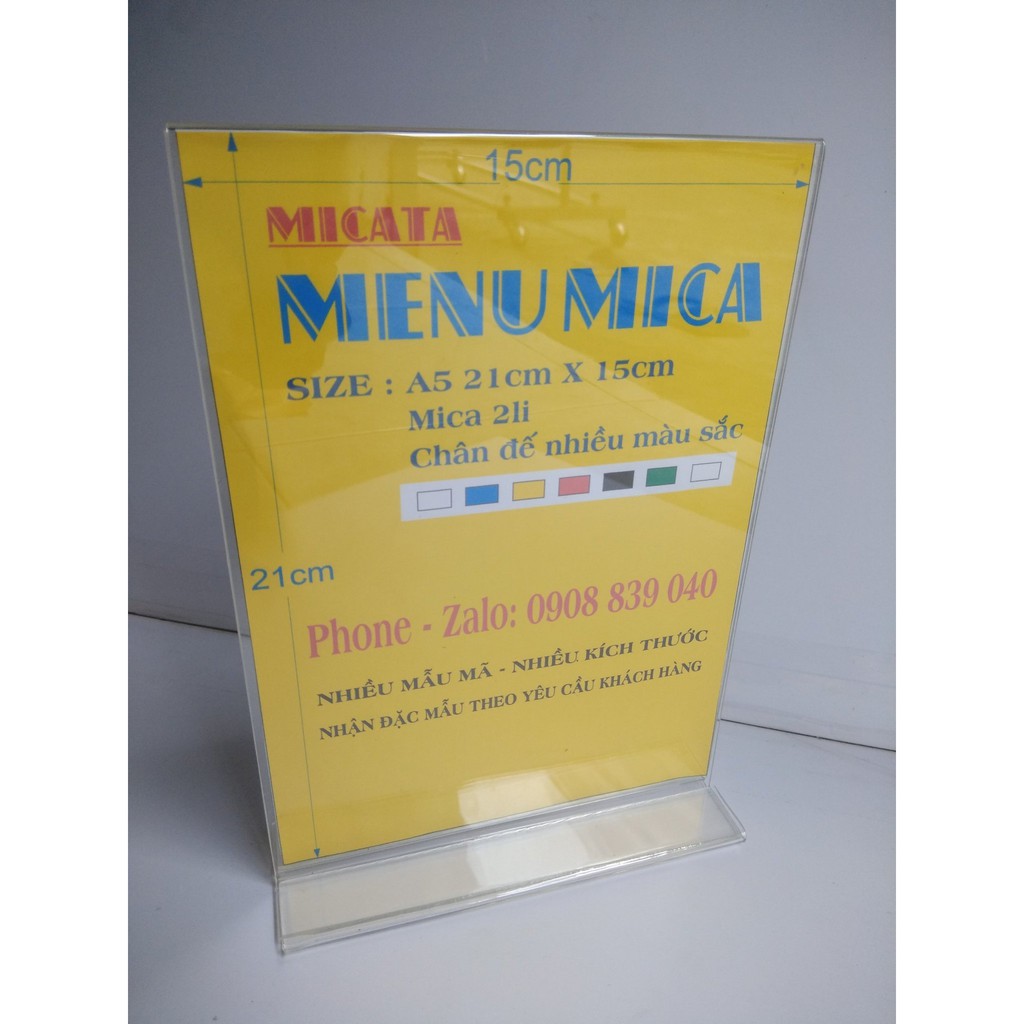 15cm
MICATA
MENU MICA
SIZE : A5 21cm X 15cm
Mica 2li
Chân đế nhiều màu sắc
21cm
Phone - Zalo: 0908 839 040
NHIỀU MẪU MÃ - NHIỀU KÍCH THƯỚC
NHẬN ĐẶC MẪU THEO YÊU CẦU KHÁCH HÀNG